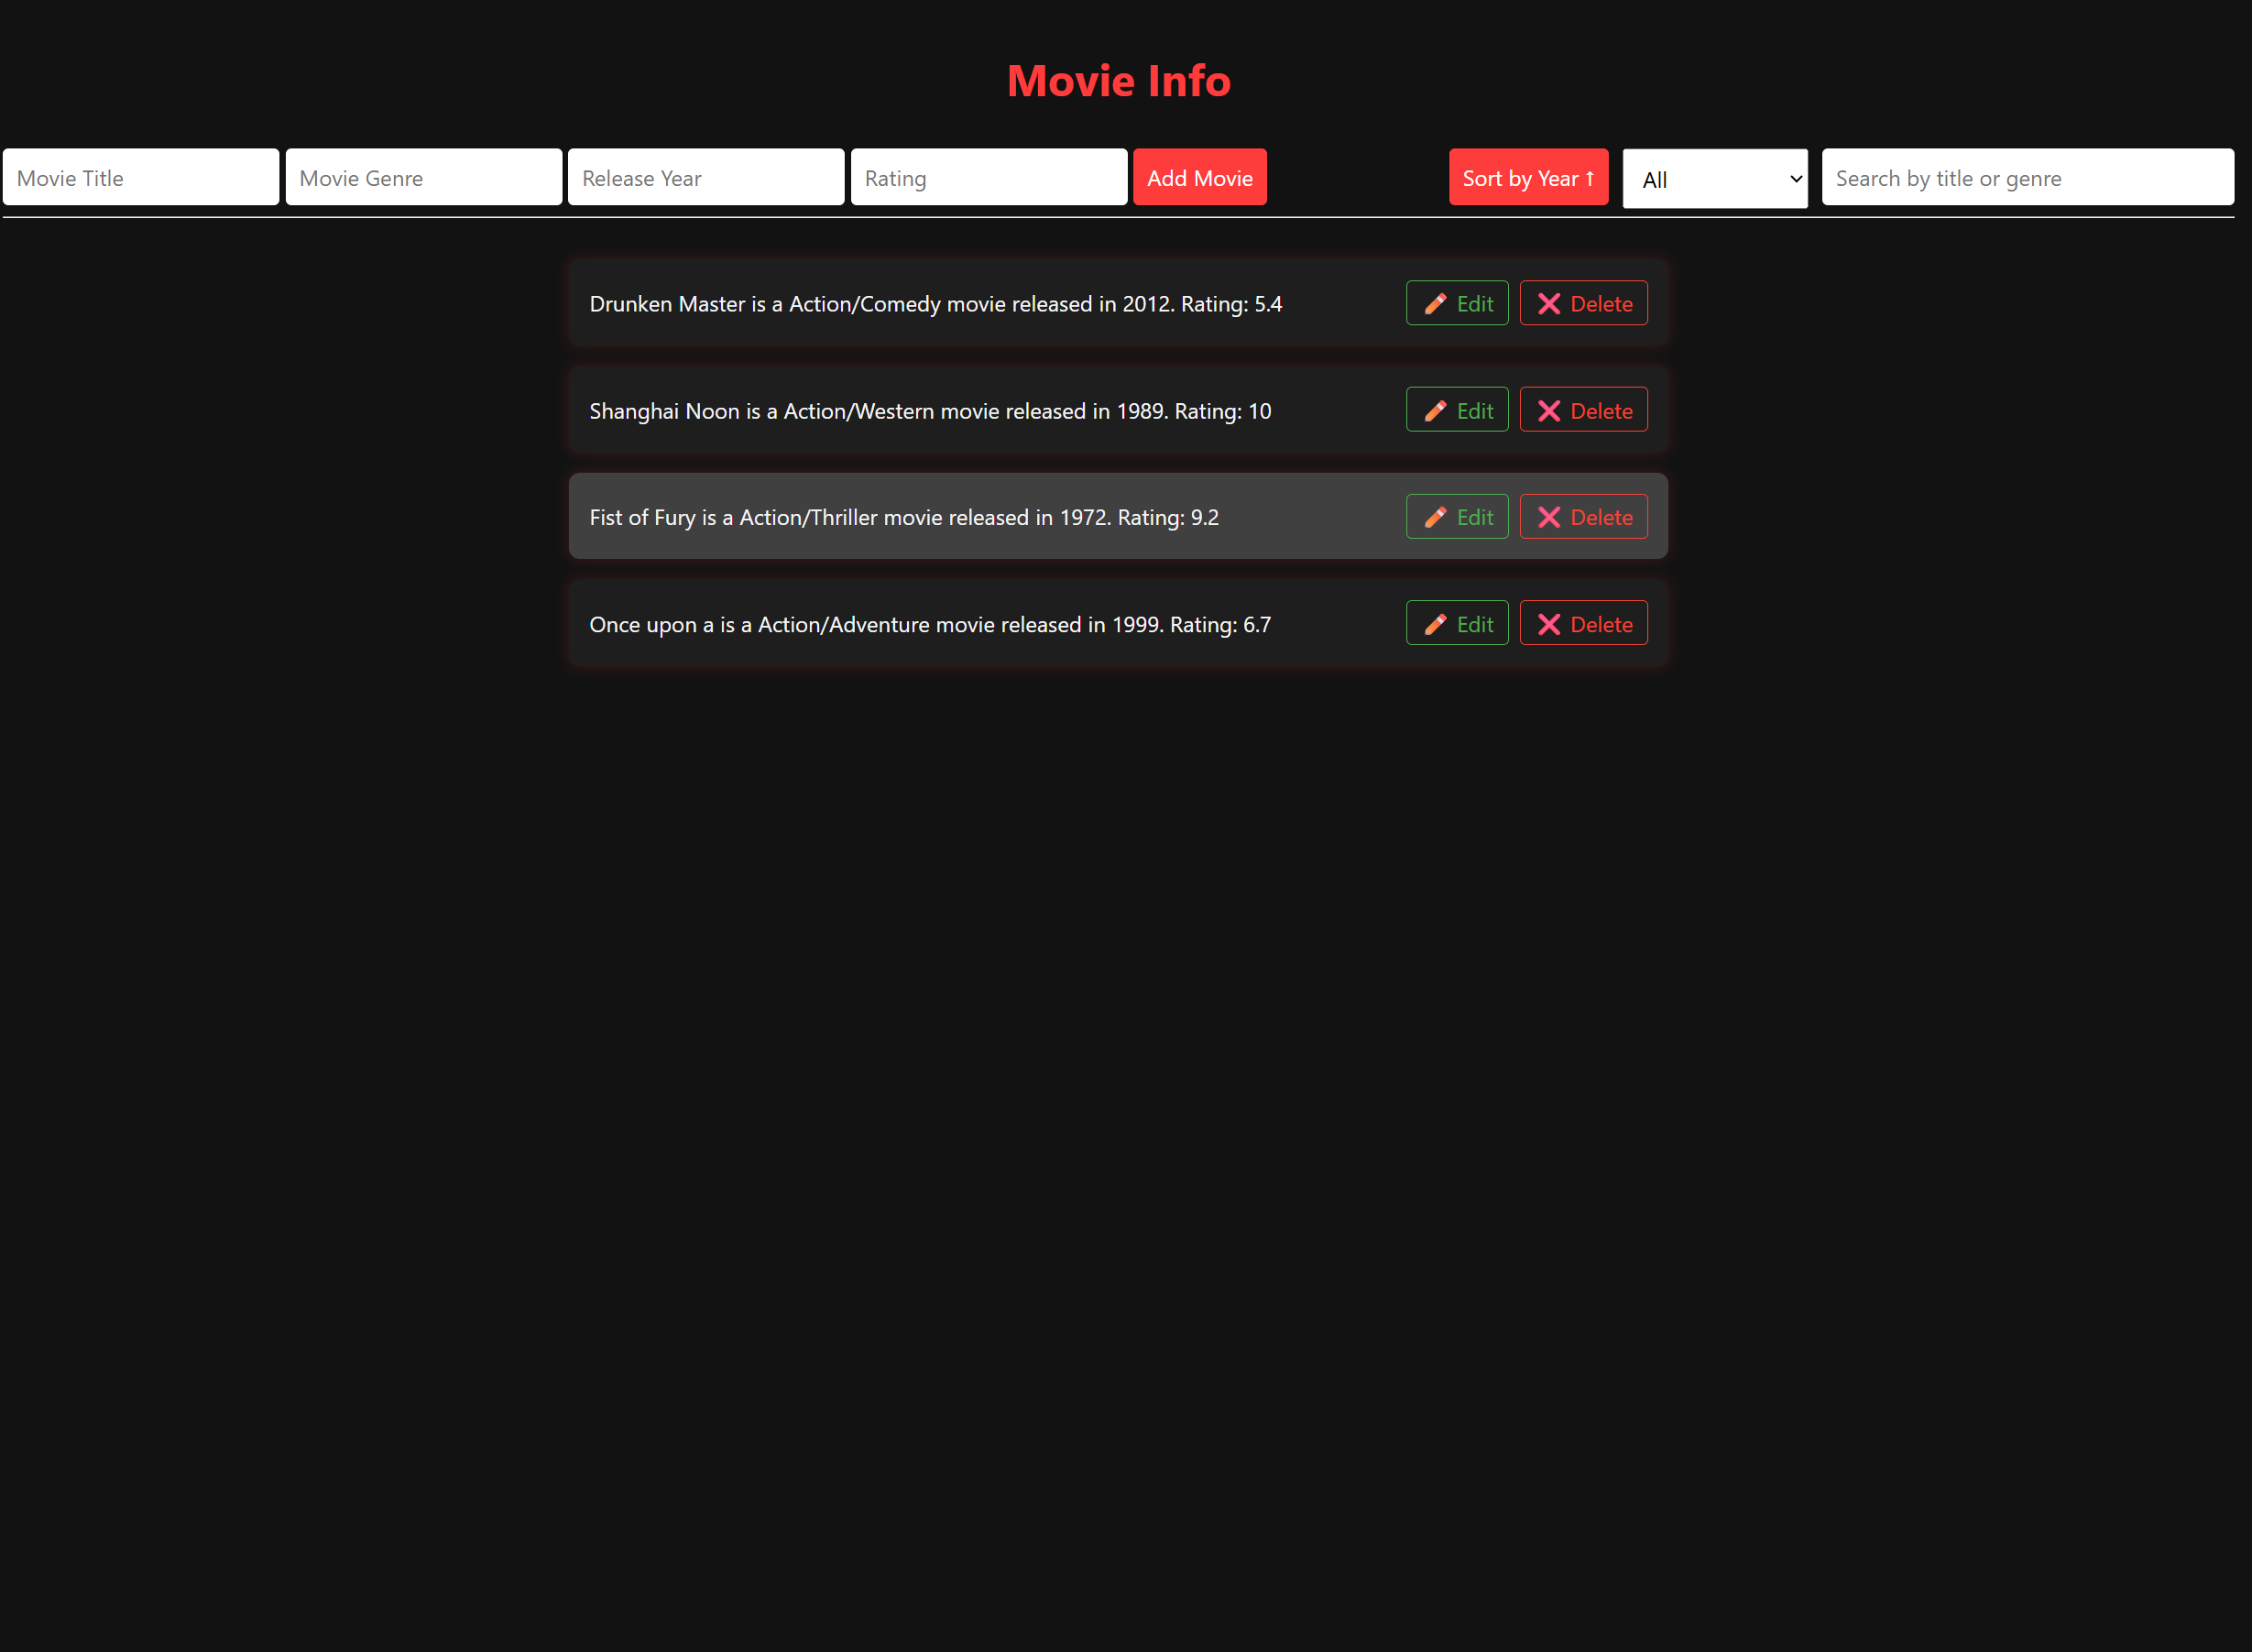 Movie Info
Movie Title Movie Genre Release Year Rating Add Movie Sort by Year ↑ All Search by title or genre
Drunken Master is a Action/Comedy movie released in 2012. Rating: 5.4 Edit Delete
Shanghai Noon is a Action/Western movie released in 1989. Rating: 10 Edit Delete
Fist of Fury is a Action/Thriller movie released in 1972. Rating: 9.2 Edit Delete
Once upon a is a Action/Adventure movie released in 1999. Rating: 6.7 Edit Delete